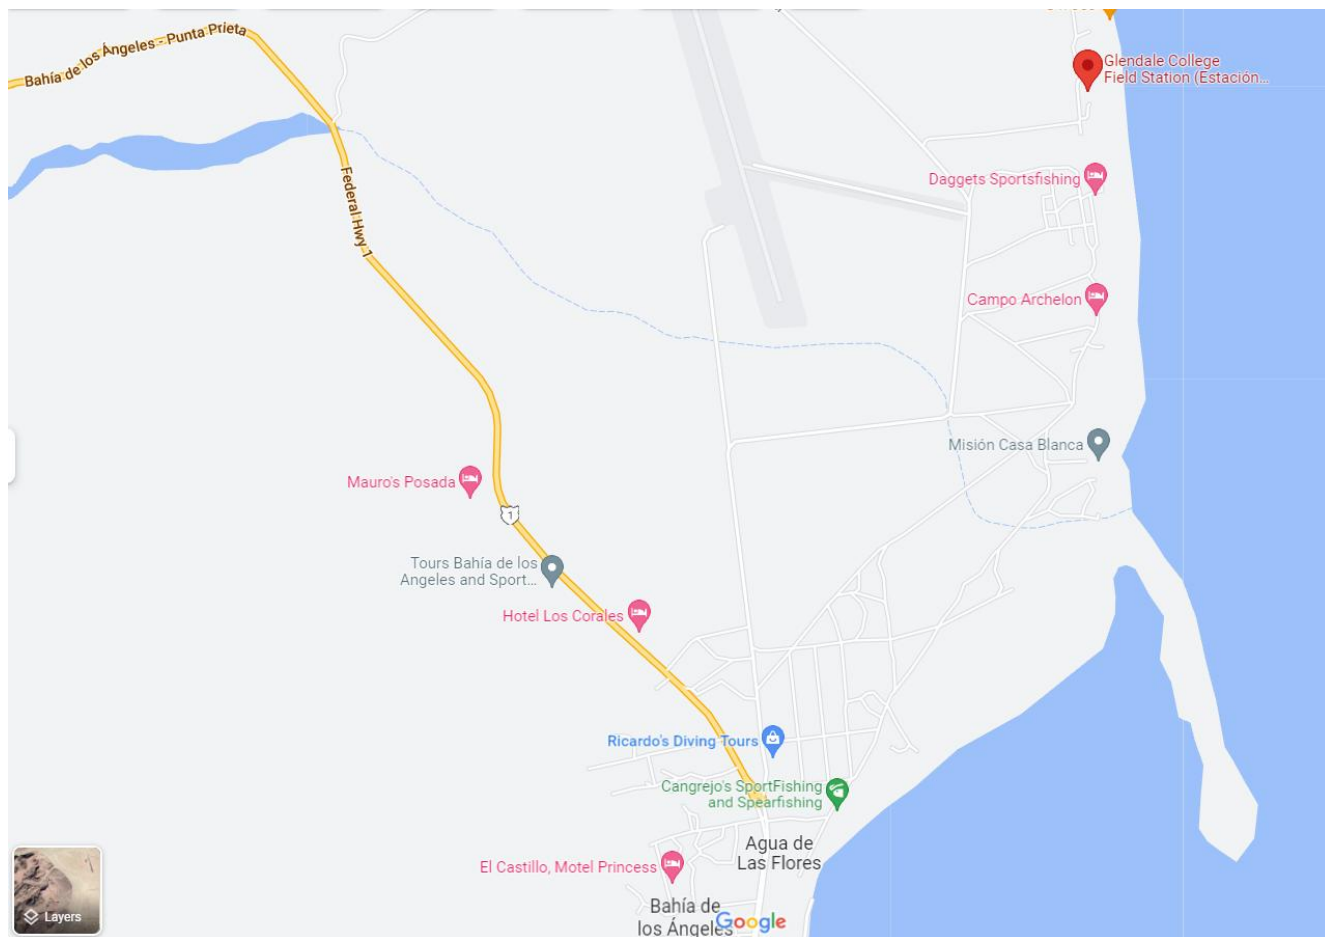 Bahía de los Ángeles - Punta Prieta
Glendale College
Field Station (Estación...
Federal Hwy 1
Daggets Sportsfishing
Campo Archelon
Misión Casa Blanca
Mauro's Posada
1
Tours Bahía de los
Angeles and Sport...
Hotel Los Corales
Ricardo's Diving Tours
Cangrejo's SportFishing
and Spearfishing
Agua de
Las Flores
El Castillo, Motel Princess
Bahía de
los Ángeles
Google
Layers